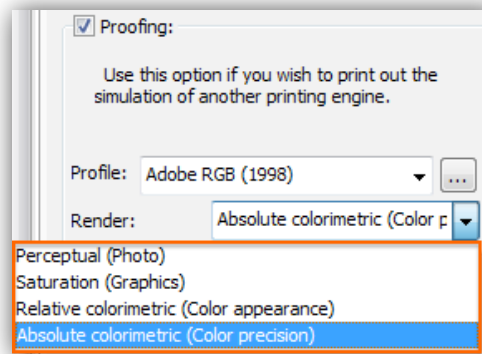 Proofing:
Use this option if you wish to print out the
simulation of another printing engine.
Profile: Adobe RGB (1998) ...
Render: Absolute colorimetric (Color p
Perceptual (Photo)
Saturation (Graphics)
Relative colorimetric (Color appearance)
Absolute colorimetric (Color precision)